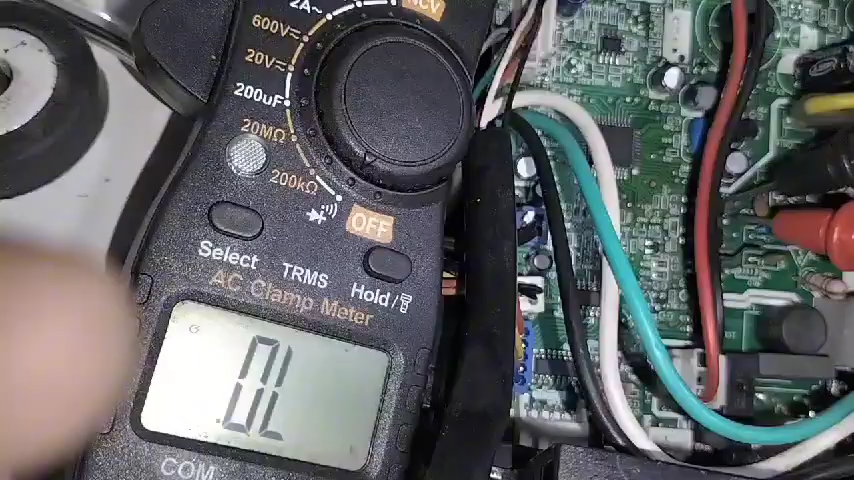 2A~
NCV
600V≂
20V≂
200uF
20MΩ
200kΩ
OFF
Select
TRMS
Hold/
AC Clamp Meter
.0L
COM